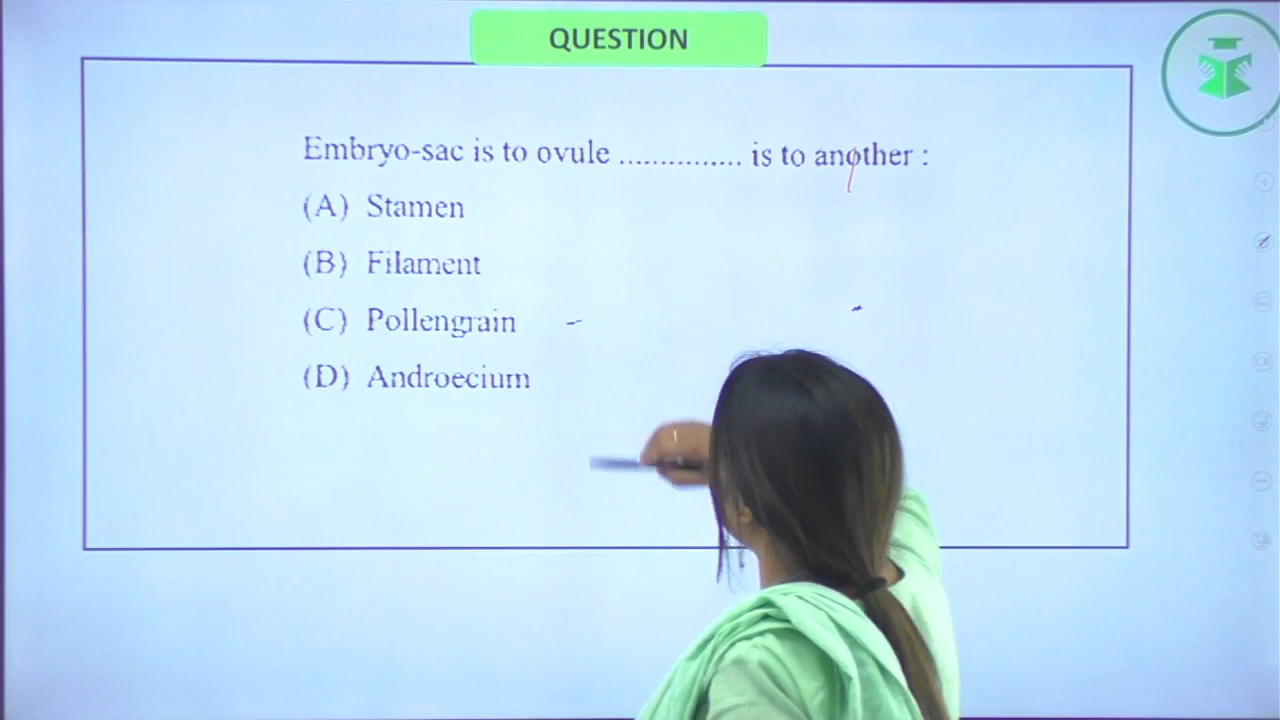 QUESTION
Embryo-sac is to ovule ............... is to another :
(A) Stamen
(B) Filament
(C) Pollengrain
(D) Androecium